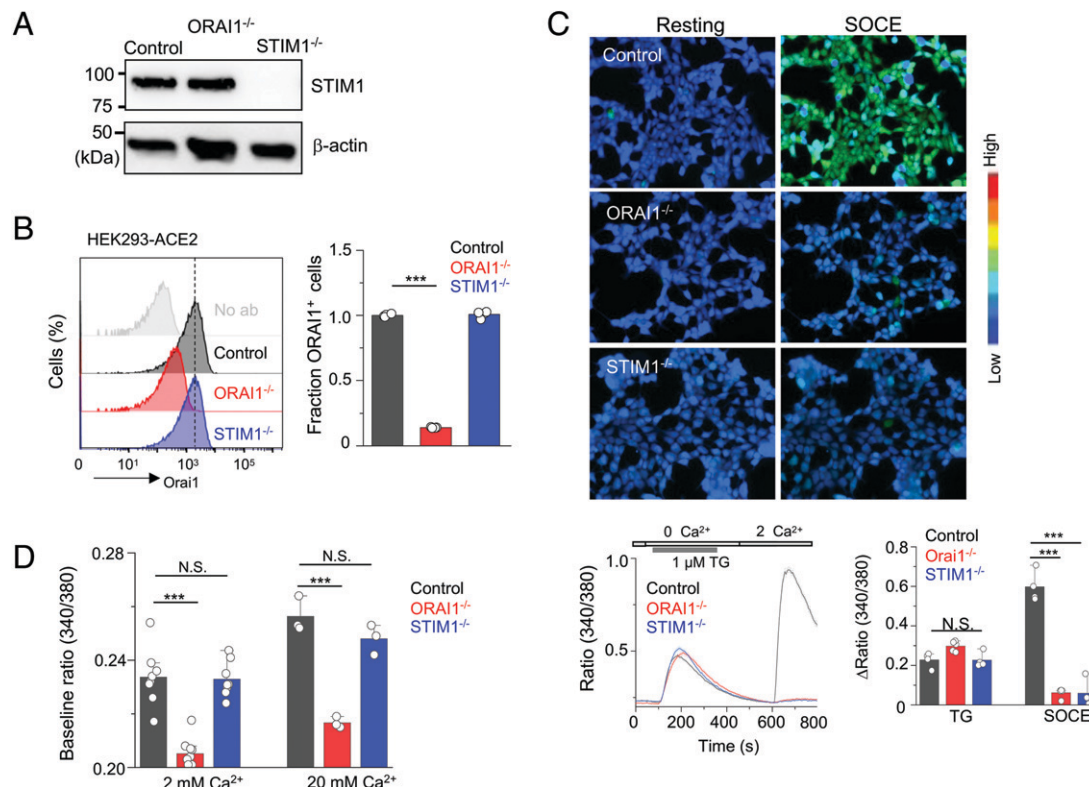 A
ORAI1⁻/⁻
Control STIM1⁻/⁻
100
75
STIM1
50
(kDa)
β-actin
B
HEK293-ACE2
Cells (%)
No ab
Control
ORAI1⁻/⁻
STIM1⁻/⁻
0 10¹ 10³ 10⁵
Orai1
Fraction ORAI1⁺ cells
1.5
1.0
0.5
0
***
Control
ORAI1⁻/⁻
STIM1⁻/⁻
C
Resting SOCE
Control
ORAI1⁻/⁻
STIM1⁻/⁻
High
Low
0 Ca²⁺ 2 Ca²⁺
1 µM TG
Ratio (340/380)
1.0
0.5
Control
ORAI1⁻/⁻
STIM1⁻/⁻
0 200 400 600 800
Time (s)
ΔRatio (340/380)
0.8
0.6
0.4
0.2
0
Control
Orai1⁻/⁻
STIM1⁻/⁻
N.S.
***
***
TG SOCE
D
Baseline ratio (340/380)
0.28
0.24
0.20
N.S.
***
N.S.
***
Control
ORAI1⁻/⁻
STIM1⁻/⁻
2 mM Ca²⁺ 20 mM Ca²⁺